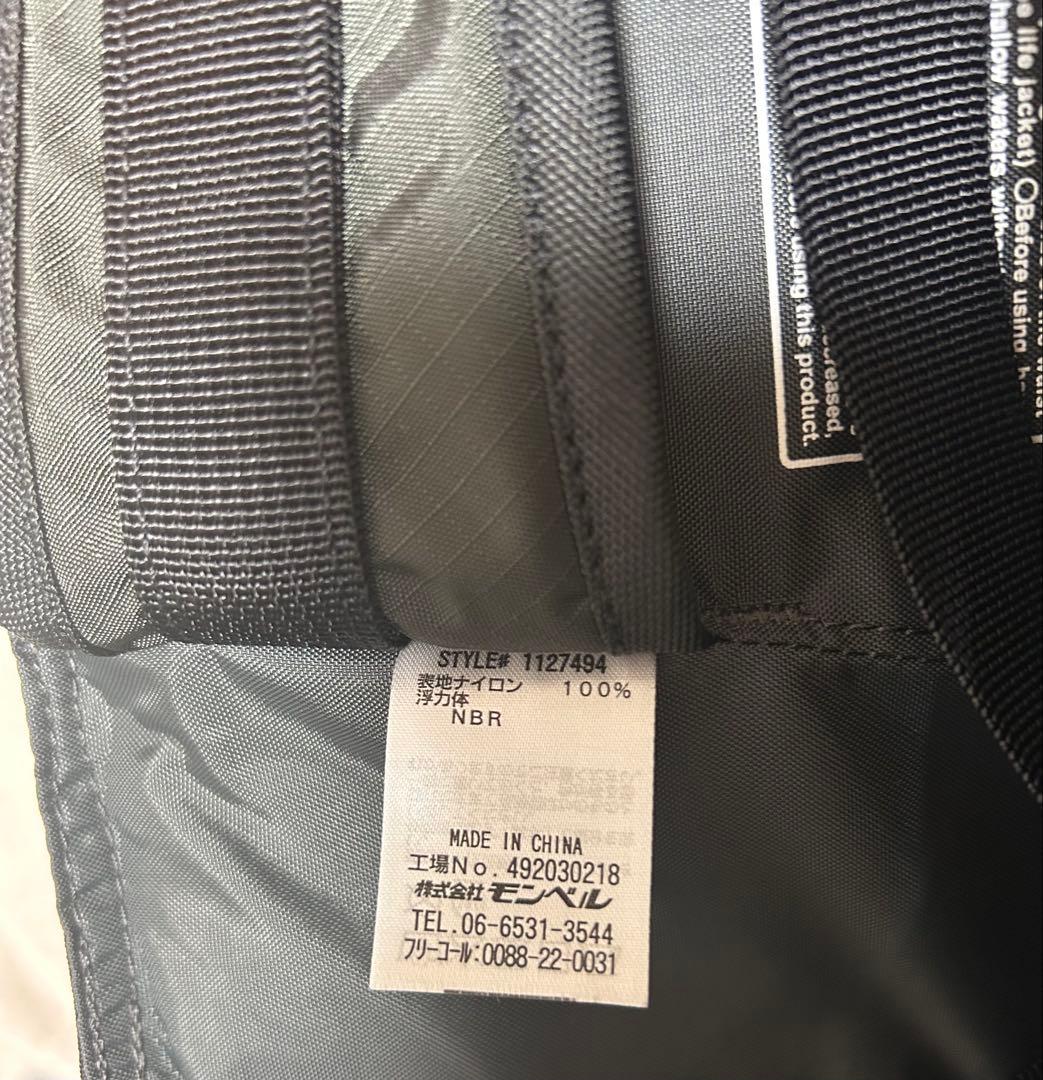 STYLE# 1127494
表地ナイロン 100%
浮力体
NBR
MADE IN CHINA
工場No. 492030218
株式会社モンベル
TEL.06-6531-3544
フリーコール:0088-22-0031
life jacket) ○Before using
shallow waters
using this product.